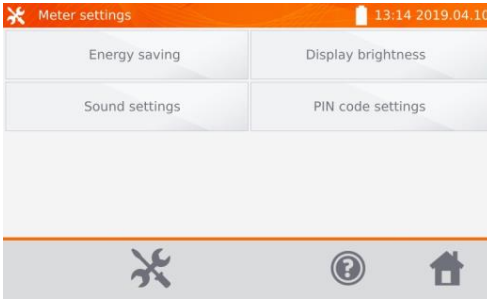 Meter settings 13:14 2019.04.10
Energy saving Display brightness
Sound settings PIN code settings
?